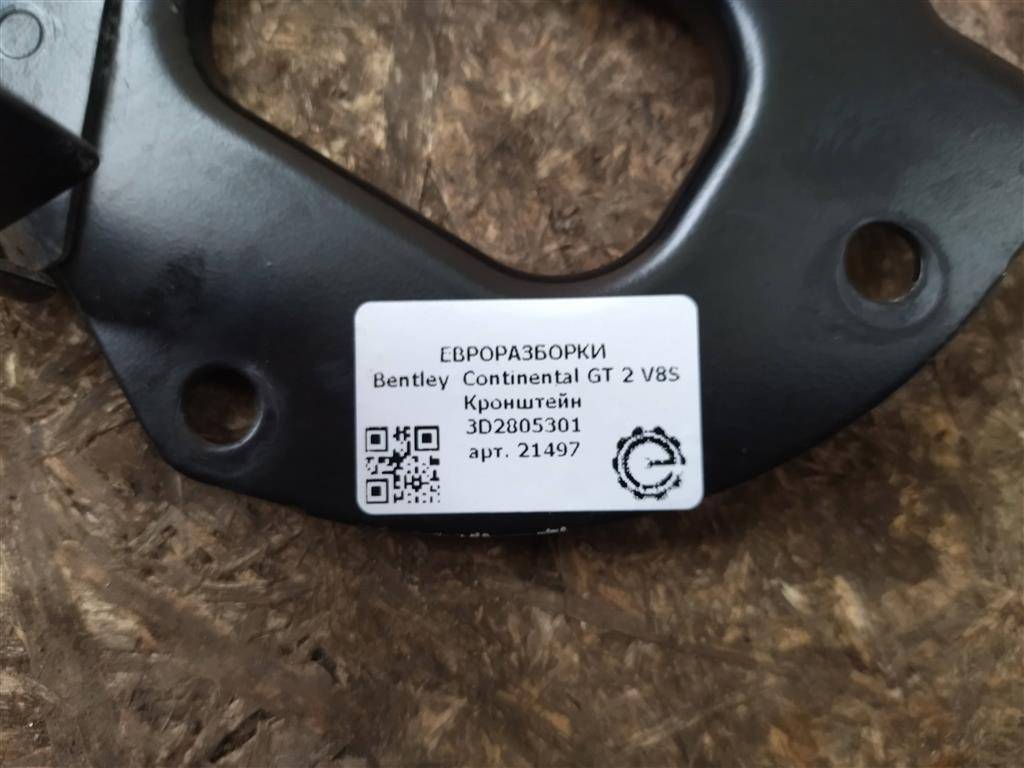 ЕВРОРАЗБОРКИ
Bentley Continental GT 2 V8S
Кронштейн
3D2805301
арт. 21497